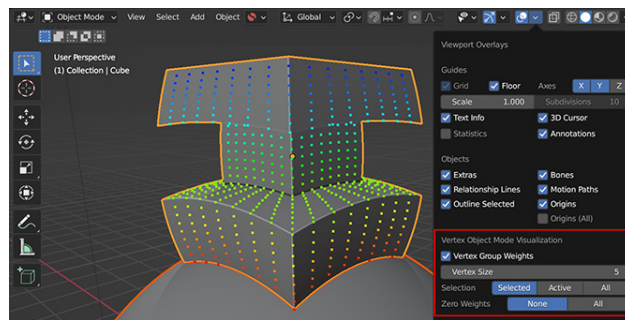 Object Mode View Select Add Object Global
User Perspective
(1) Collection | Cube
Viewport Overlays
Guides
Grid Floor Axes X Y Z
Scale 1.000 Subdivisions 10
Text Info 3D Cursor
Statistics Annotations
Objects
Extras Bones
Relationship Lines Motion Paths
Outline Selected Origins
Origins (All)
Vertex Object Mode Visualization
Vertex Group Weights
Vertex Size 5
Selection Selected Active All
Zero Weights None All